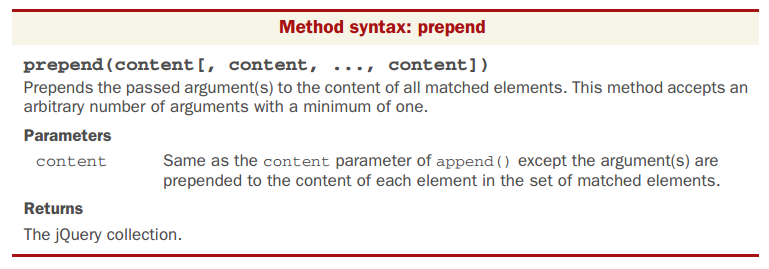 Method syntax: prepend
prepend(content[, content, ..., content])
Prepends the passed argument(s) to the content of all matched elements. This method accepts an
arbitrary number of arguments with a minimum of one.
Parameters
content Same as the content parameter of append() except the argument(s) are
prepended to the content of each element in the set of matched elements.
Returns
The jQuery collection.